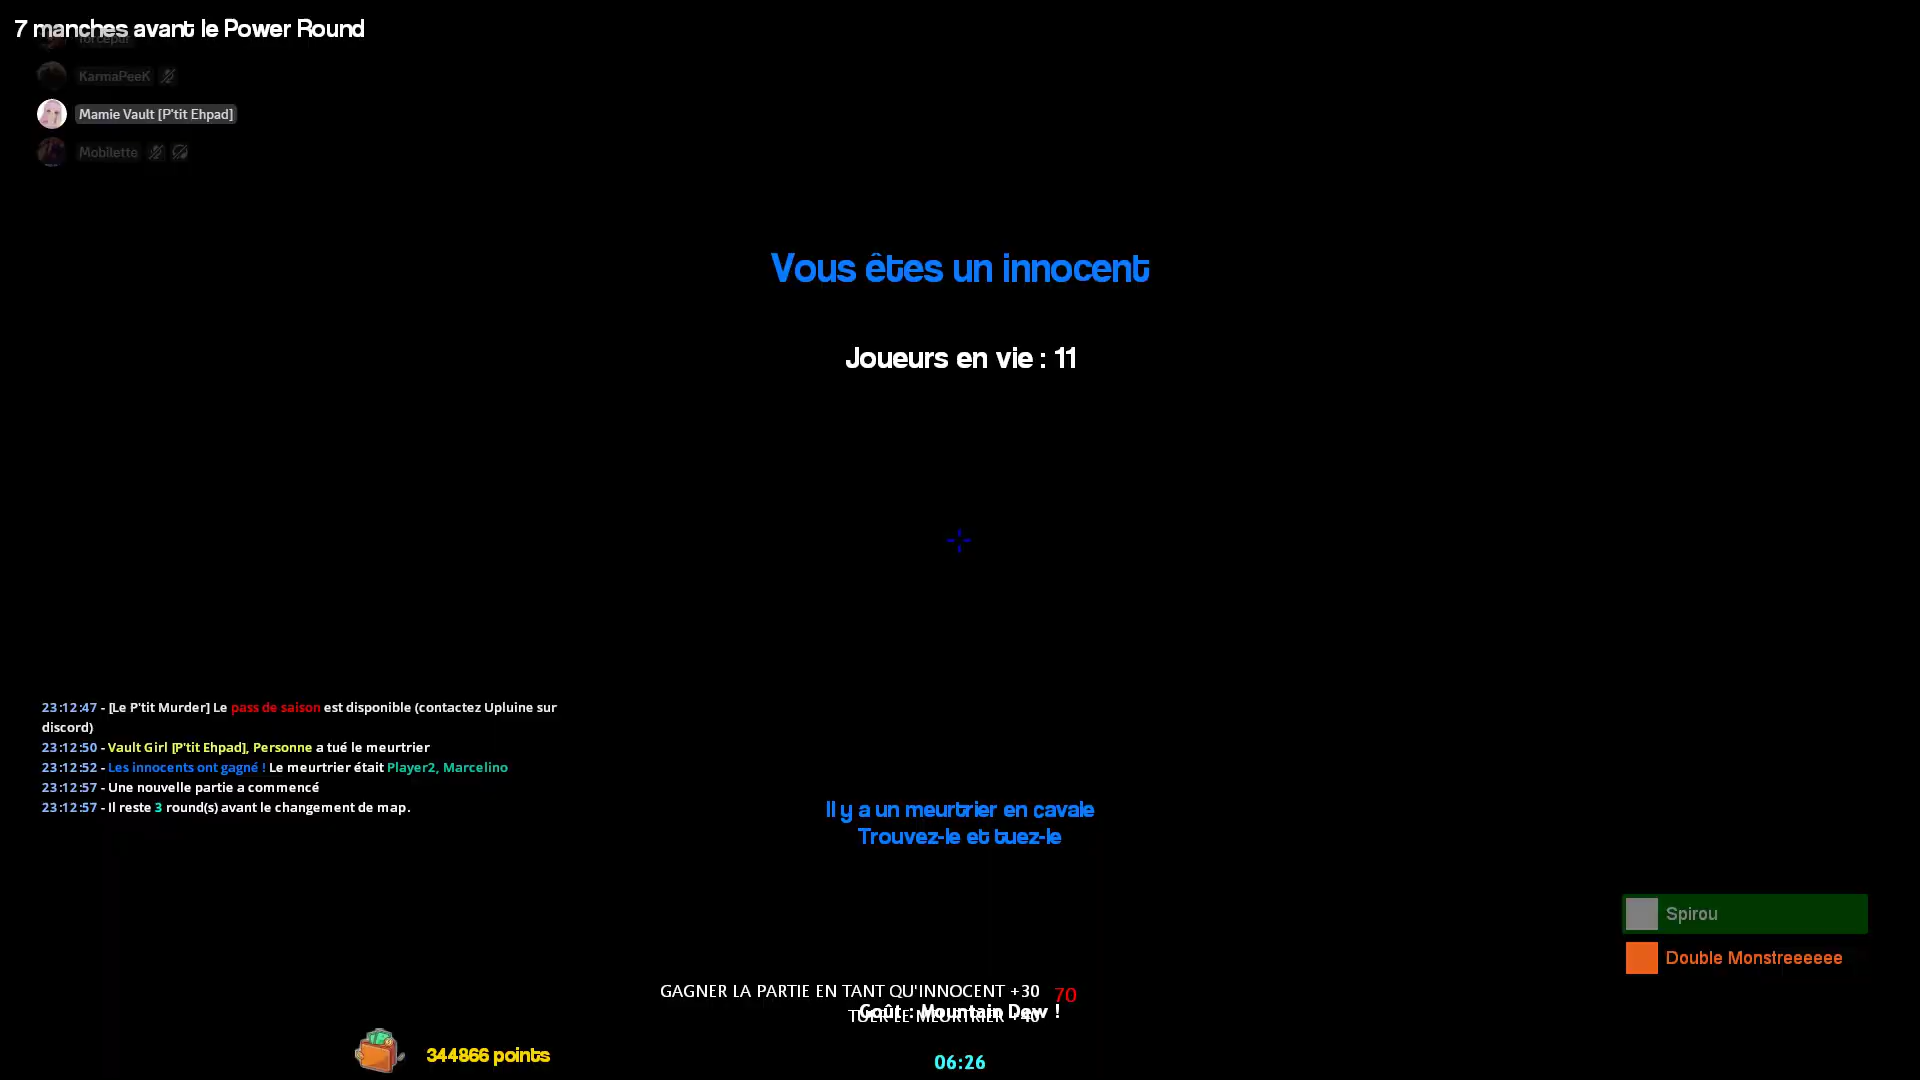 7 manches avant le Power Round
forcepur
KarmaPeeK
Mamie Vault [P'tit Ehpad]
Mobilette
Vous êtes un innocent
Joueurs en vie : 11
23:12:47 - [Le P'tit Murder] Le pass de saison est disponible (contactez Upluine sur
discord)
23:12:50 - Vault Girl [P'tit Ehpad], Personne a tué le meurtrier
23:12:52 - Les innocents ont gagné ! Le meurtrier était Player2, Marcelino
23:12:57 - Une nouvelle partie a commencé
23:12:57 - Il reste 3 round(s) avant le changement de map.
Il y a un meurtrier en cavale
Trouvez-le et tuez-le
Spirou
Double Monstreeeeee
GAGNER LA PARTIE EN TANT QU'INNOCENT +30 70
Goût : Mountain Dew !
TUER LE MEURTRIER +40
344866 points
06:26